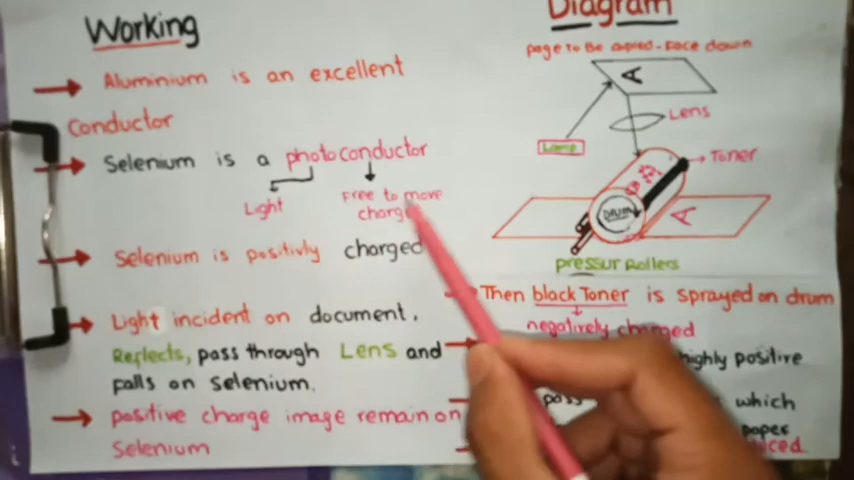 Working
→ Aluminium is an excellent
Conductor
→ Selenium is a photoconductor
Light
Free to move
charg
→ Selenium is positivly charged
→ Light incident on document,
Reflects, pass through Lens and
falls on selenium.
→ positive charge image remain on
Selenium
Diagram
page to Be copied - Face down
A
Lens
Lamp
Toner
DRUM
A
pressur Rollers
→ Then black Toner is sprayed on drum
negatively charged
highly positive
pass which
paper